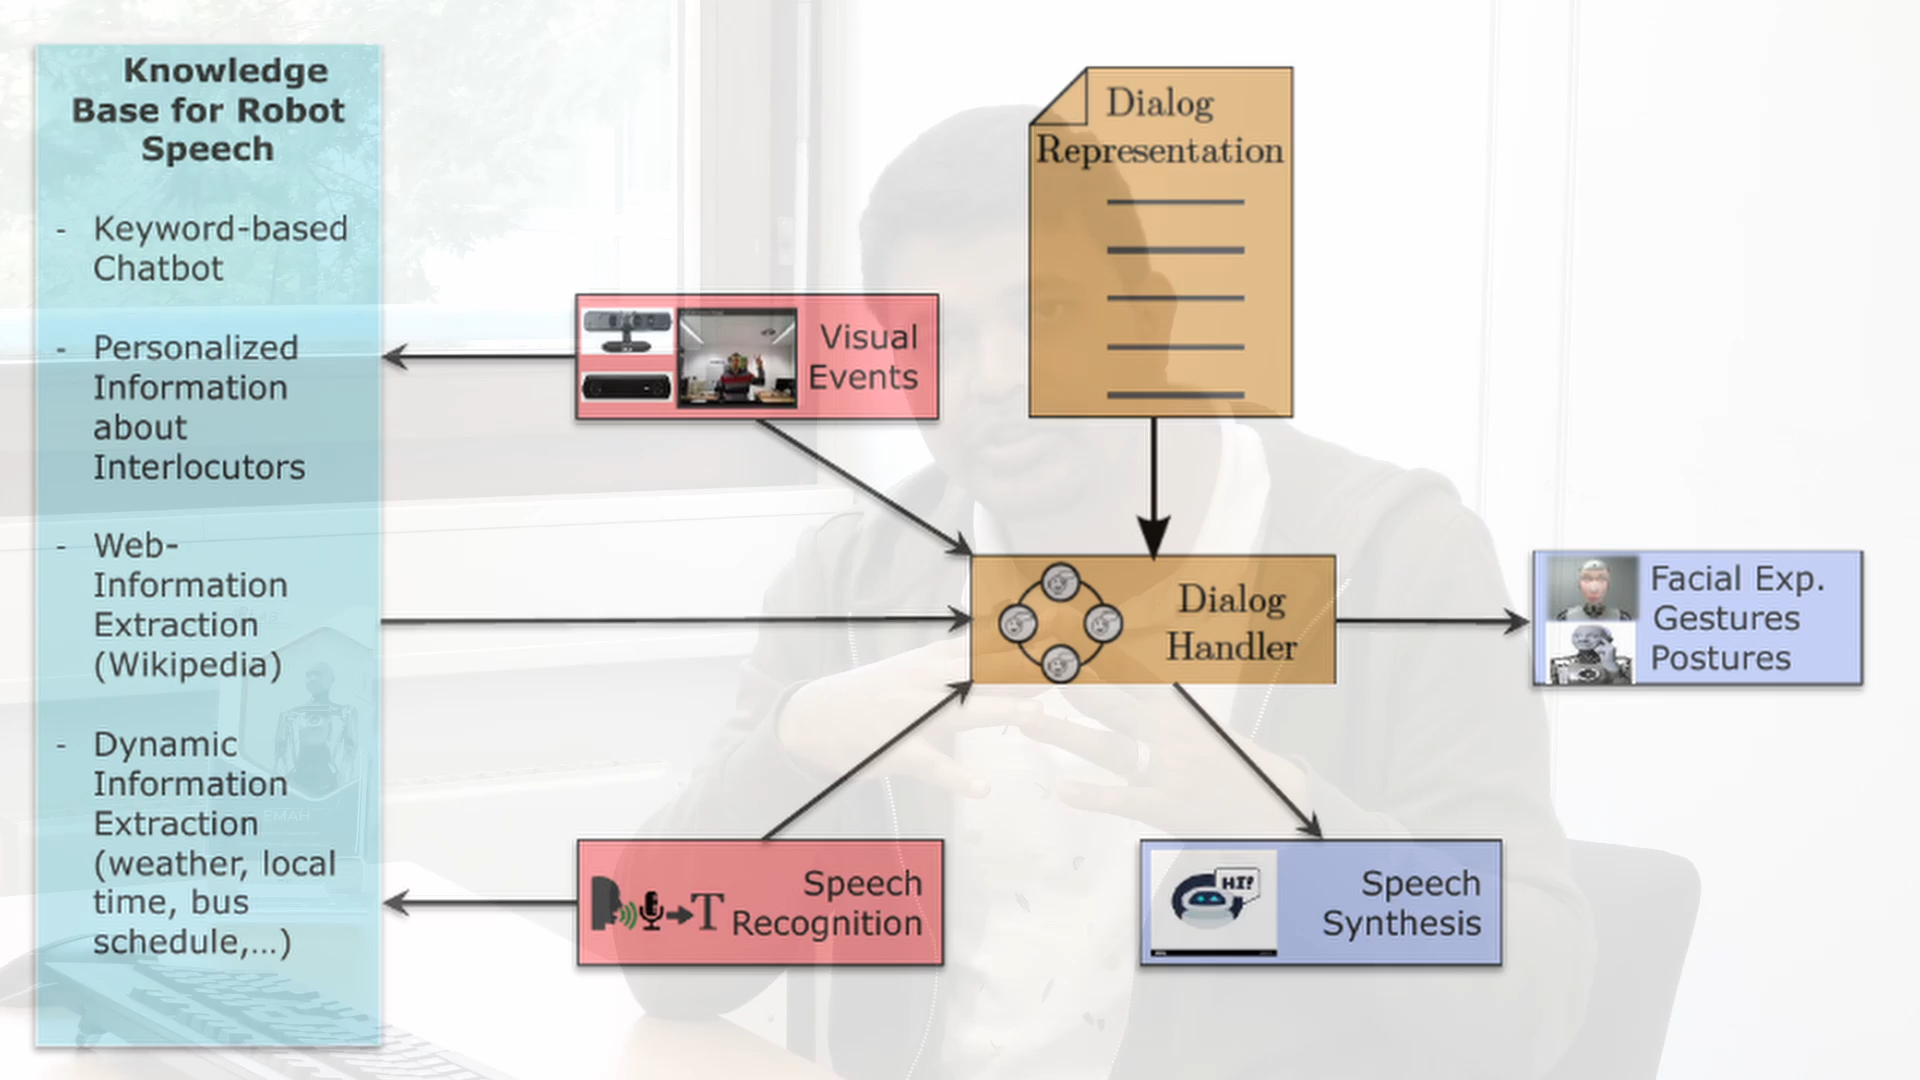 Knowledge
Base for Robot
Speech
- Keyword-based
Chatbot
- Personalized
Information
about
Interlocutors
- Web-
Information
Extraction
(Wikipedia)
- Dynamic
Information
Extraction
(weather, local
time, bus
schedule,...)
Visual
Events
Dialog
Representation
Dialog
Handler
Facial Exp.
Gestures
Postures
T
Speech
Recognition
HI!
Speech
Synthesis
EMAH